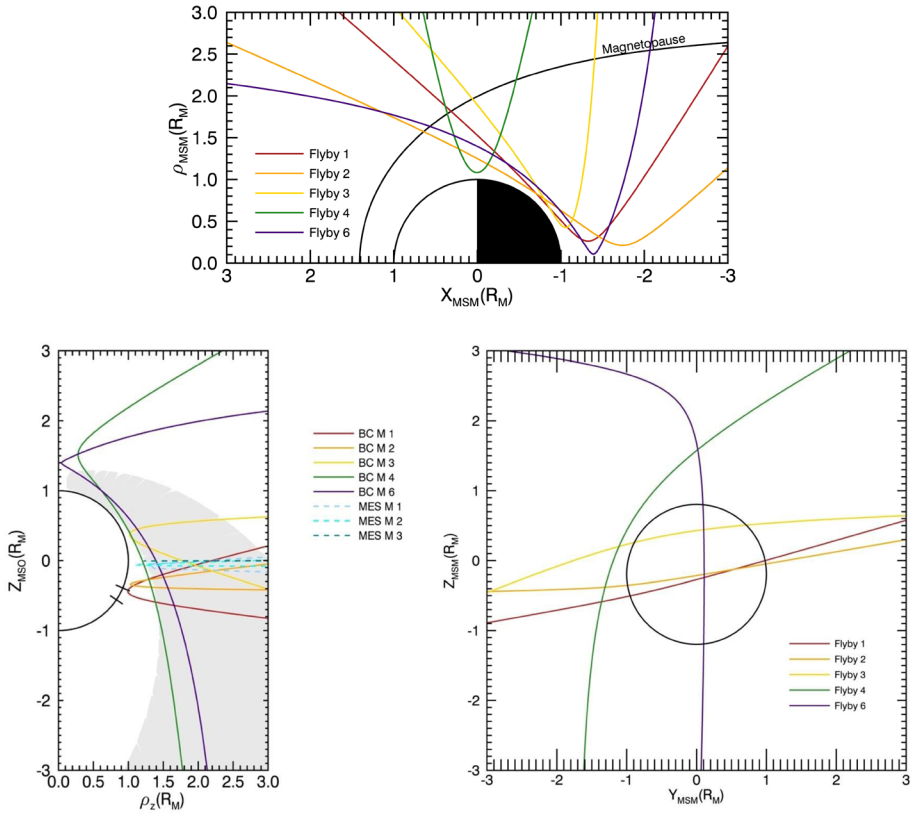 3.0
2.5
2.0
1.5
1.0
0.5
0.0
ρMSM(RM)
Magnetopause
Flyby 1
Flyby 2
Flyby 3
Flyby 4
Flyby 6
3 2 1 0 -1 -2 -3
XMSM(RM)
3
2
1
0
-1
-2
-3
ZMSO(RM)
0.0 0.5 1.0 1.5 2.0 2.5 3.0
ρz(RM)
BC M 1
BC M 2
BC M 3
BC M 4
BC M 6
MES M 1
MES M 2
MES M 3
3
2
1
0
-1
-2
-3
ZMSM(RM)
Flyby 1
Flyby 2
Flyby 3
Flyby 4
Flyby 6
-3 -2 -1 0 1 2 3
YMSM(RM)